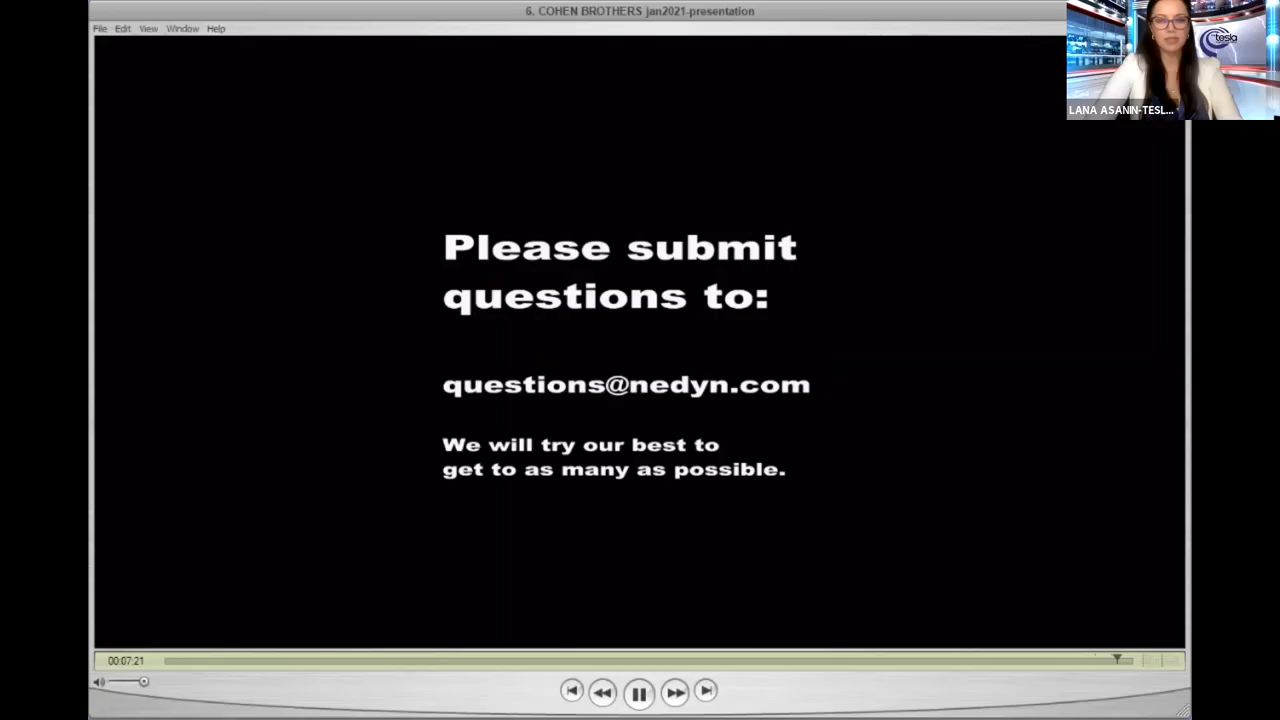 6. COHEN BROTHERS jan2021-presentation
File Edit View Window Help
tesla
LANA ASANIN-TESL...
Please submit
questions to:
questions@nedyn.com
We will try our best to
get to as many as possible.
00:07:21